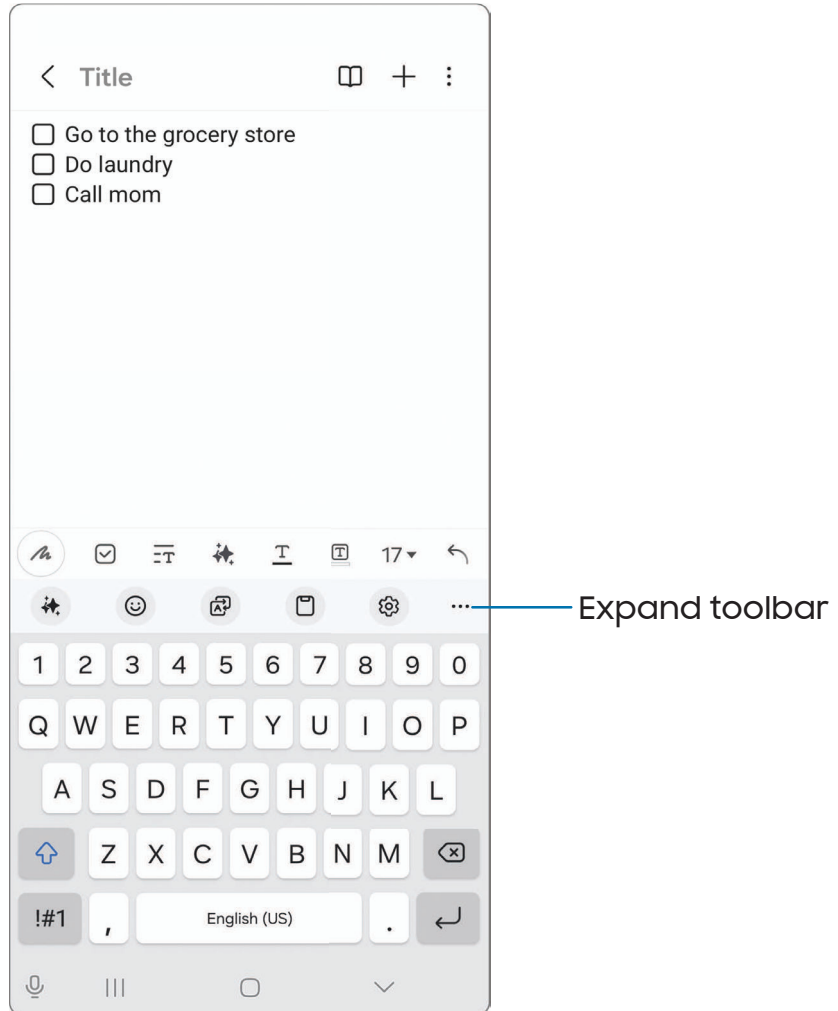 Title
Go to the grocery store
Do laundry
Call mom
17
Expand toolbar
1 2 3 4 5 6 7 8 9 0
Q W E R T Y U I O P
A S D F G H J K L
Z X C V B N M
!#1 , English (US) .